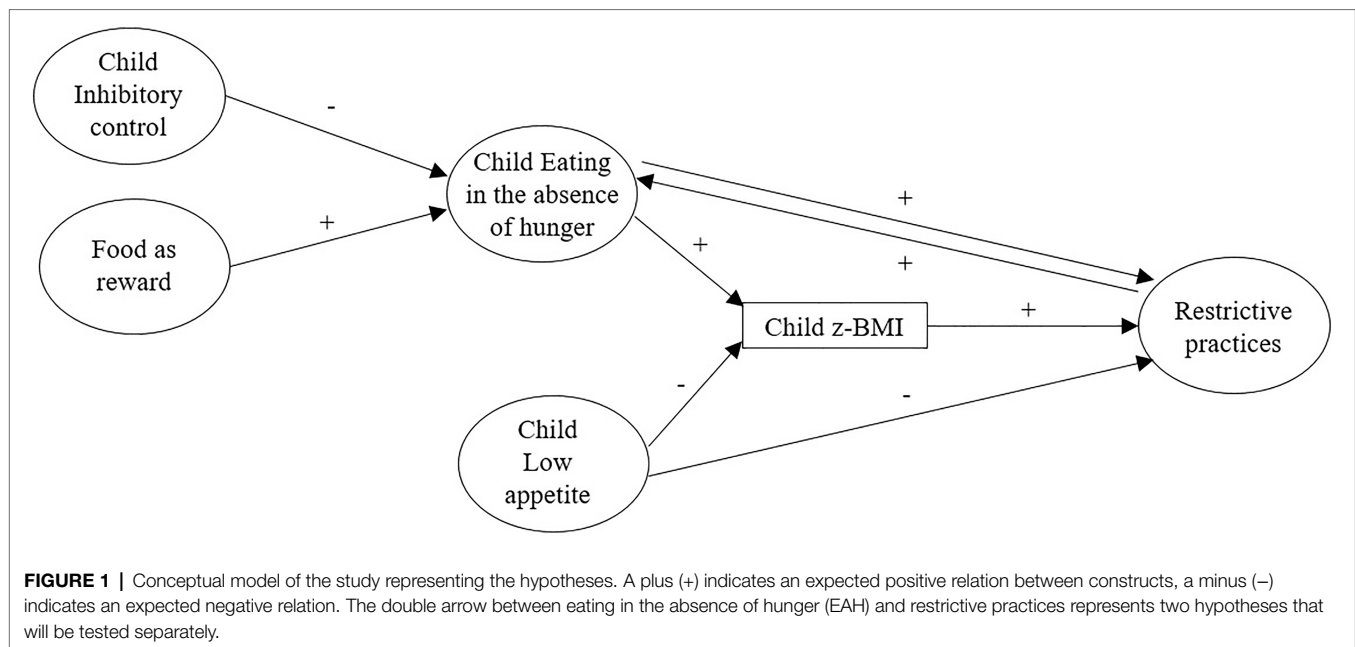 Child
Inhibitory
control
-
Food as
reward
+
Child Eating
in the absence
of hunger
+
+
+
Child z-BMI
+
Restrictive
practices
-
-
Child
Low
appetite
FIGURE 1 | Conceptual model of the study representing the hypotheses. A plus (+) indicates an expected positive relation between constructs, a minus (−)
indicates an expected negative relation. The double arrow between eating in the absence of hunger (EAH) and restrictive practices represents two hypotheses that
will be tested separately.